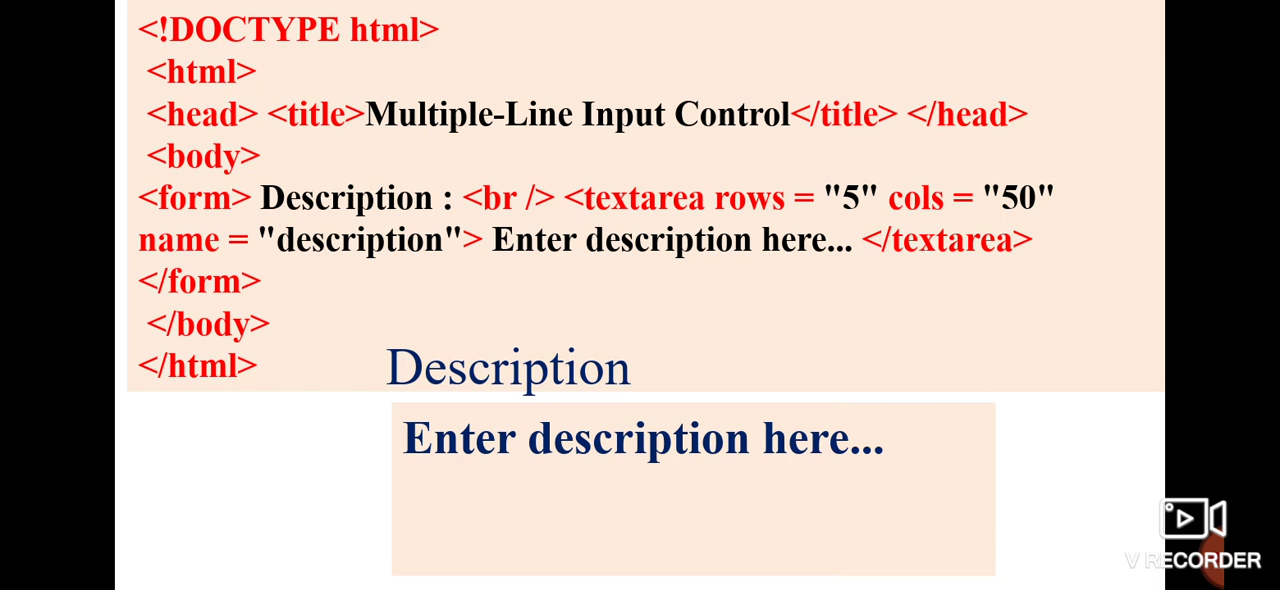 <!DOCTYPE html>
<html>
<head> <title>Multiple-Line Input Control</title> </head>
<body>
<form> Description : <br /> <textarea rows = "5" cols = "50"
name = "description"> Enter description here... </textarea>
</form>
</body>
</html>
Description
Enter description here...
V RECORDER